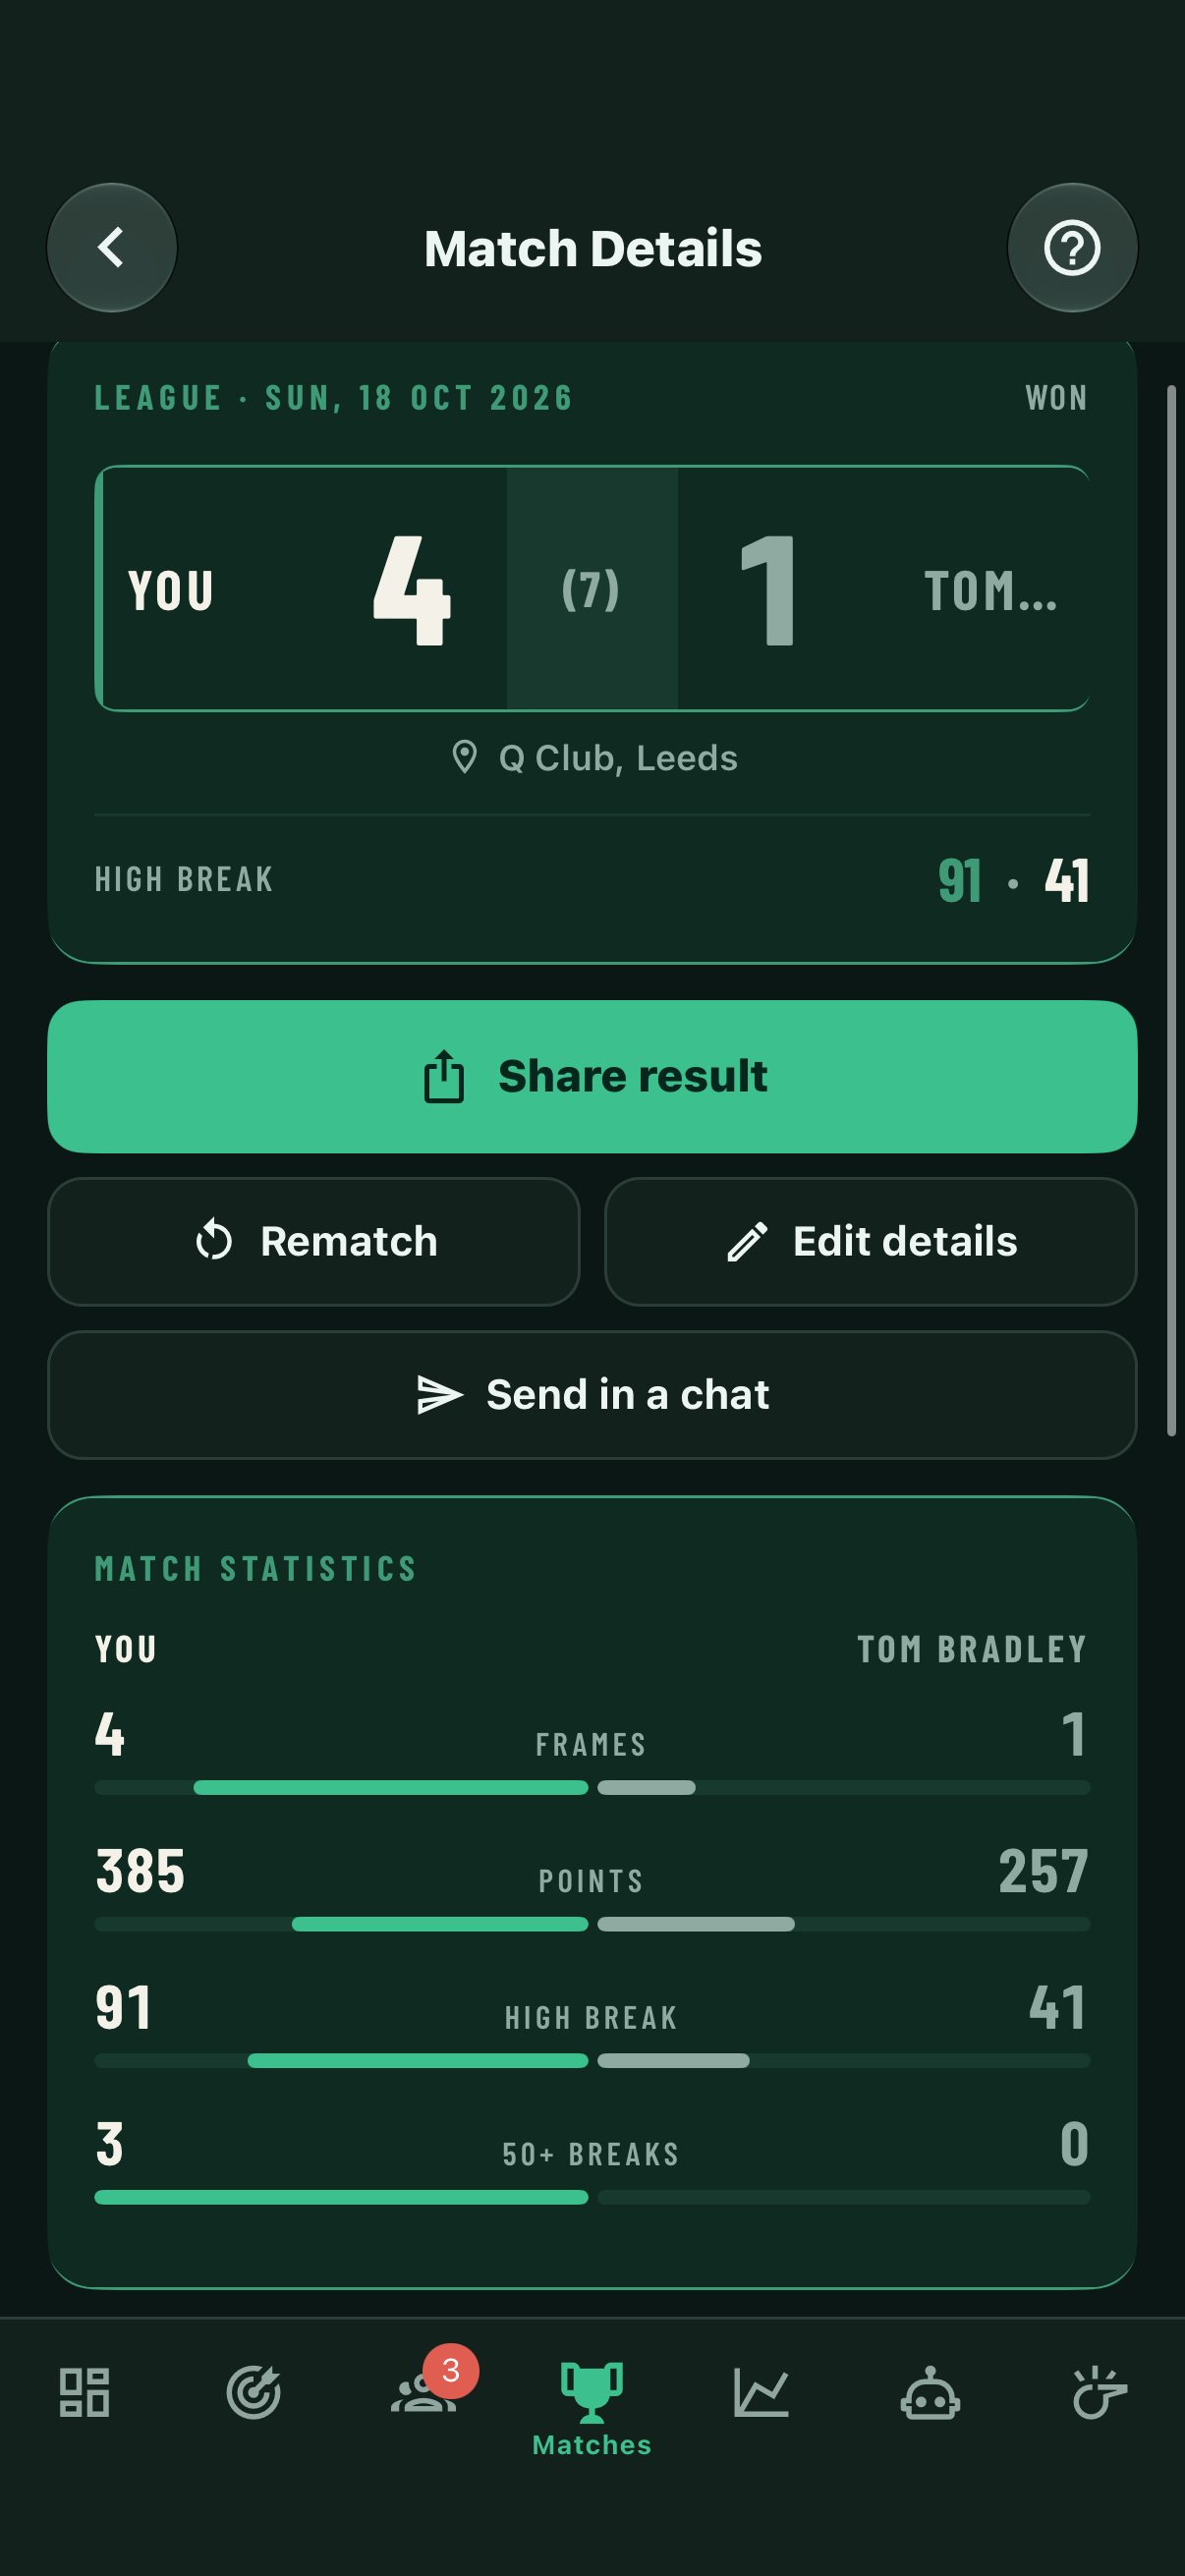 Match Details
LEAGUE · SUN, 18 OCT 2026 WON
YOU 4 (7) 1 TOM...
Q Club, Leeds
HIGH BREAK 91 · 41
Share result
Rematch Edit details
Send in a chat
MATCH STATISTICS
YOU TOM BRADLEY
4 FRAMES 1
385 POINTS 257
91 HIGH BREAK 41
3 50+ BREAKS 0
3
Matches